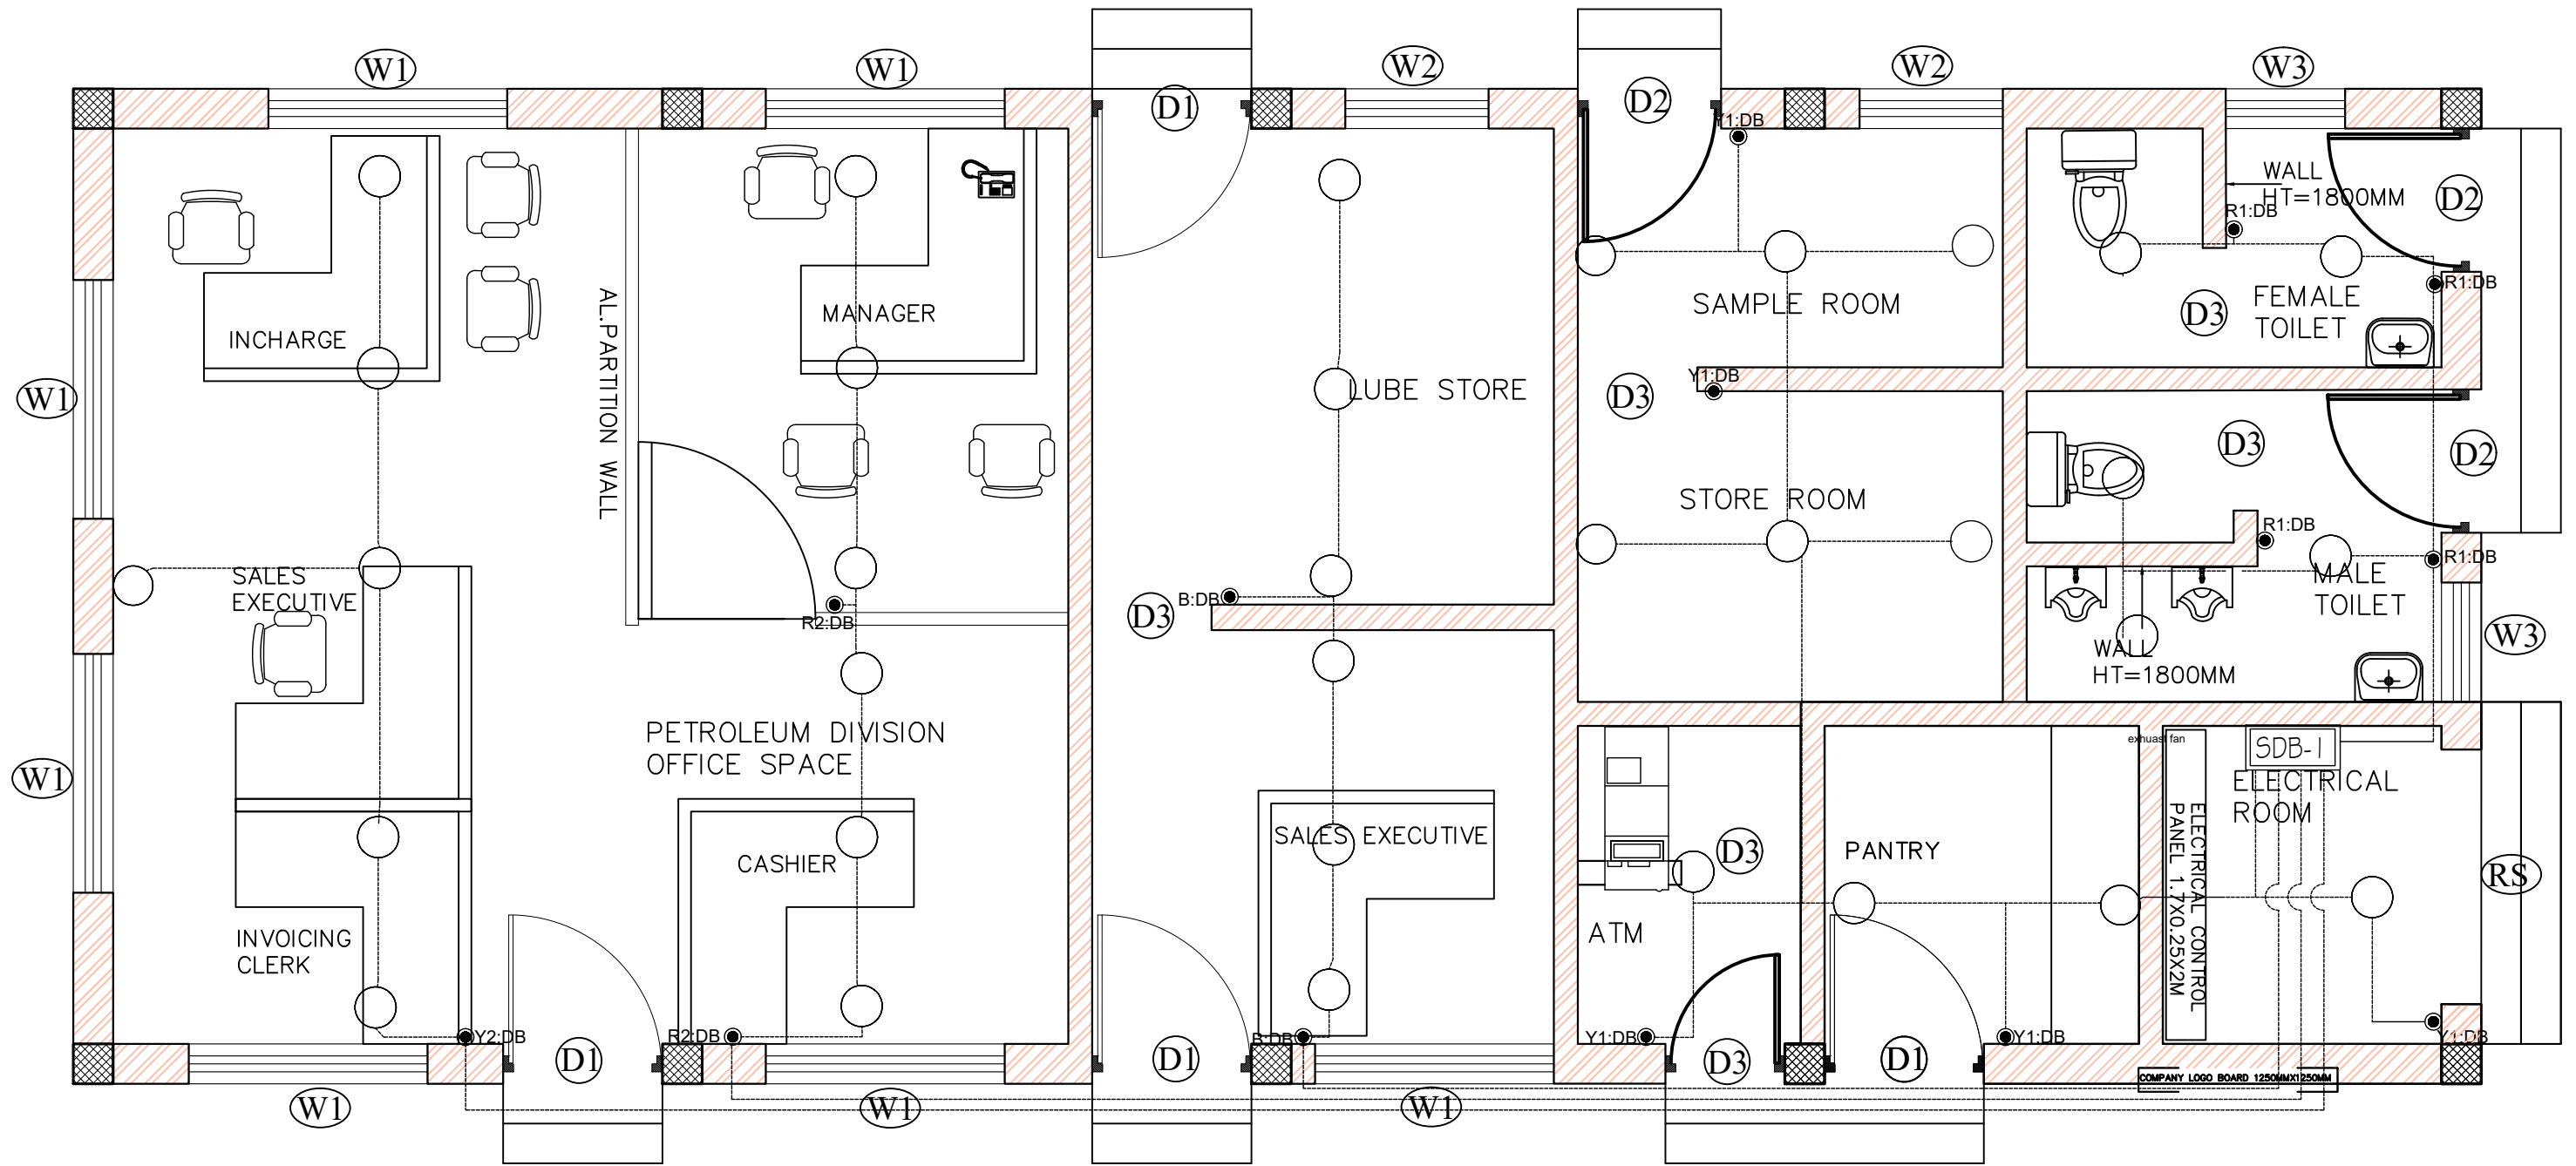 W1
W1
W2
W2
W3
D1
D2
Y1:DB
WALL
HT=1800MM
D2
R1:DB
R1:DB
INCHARGE
AL.PARTITION WALL
MANAGER
SAMPLE ROOM
D3
FEMALE
TOILET
W1
LUBE STORE
D3
Y1:DB
D3
D2
STORE ROOM
R1:DB
R1:DB
SALES
EXECUTIVE
R2:DB
B:DB
D3
MALE
TOILET
W3
WALL
HT=1800MM
PETROLEUM DIVISION
OFFICE SPACE
exhuast fan
SDB-1
ELECTRICAL
ROOM
W1
SALES EXECUTIVE
CASHIER
D3
PANTRY
ELECTRICAL CONTROL
PANEL 1.7X0.25X2M
RS
INVOICING
CLERK
ATM
Y2:DB
R2:DB
B:DB
Y1:DB
Y1:DB
Y1:DB
D1
D1
D3
D1
COMPANY LOGO BOARD 1250MMX1250MM
W1
W1
W1